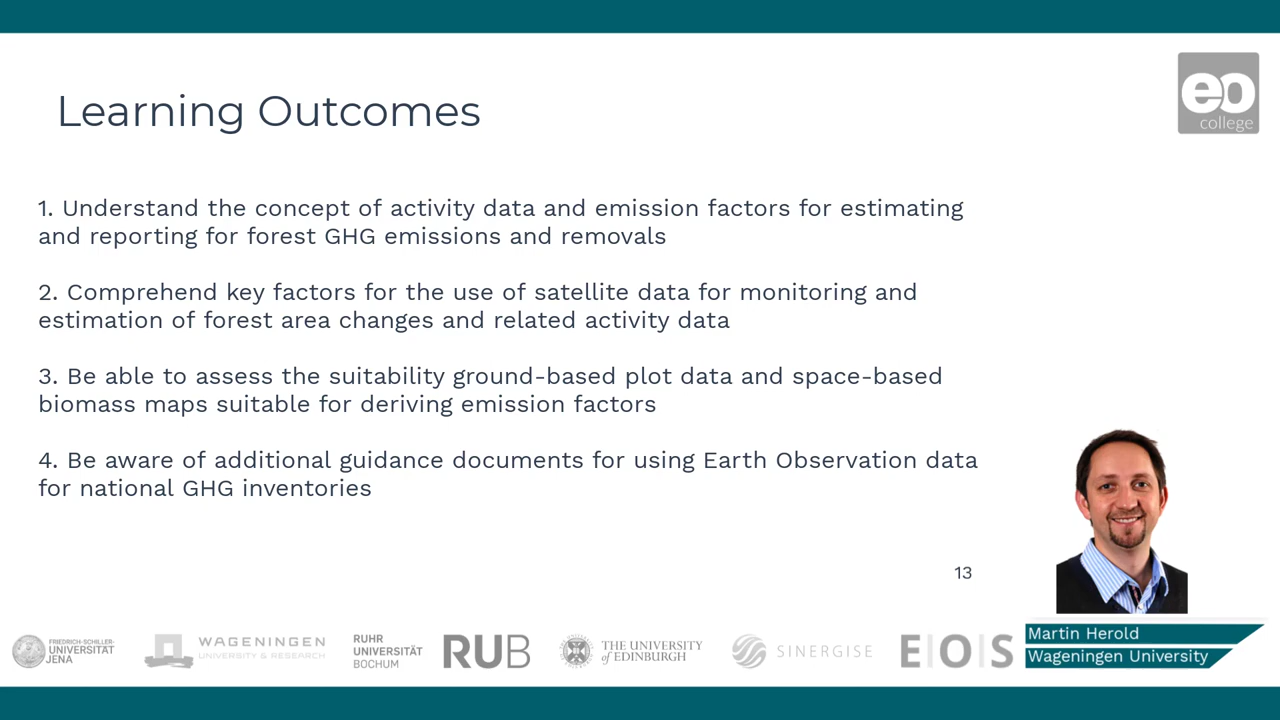 Learning Outcomes
eo
college
1. Understand the concept of activity data and emission factors for estimating
and reporting for forest GHG emissions and removals
2. Comprehend key factors for the use of satellite data for monitoring and
estimation of forest area changes and related activity data
3. Be able to assess the suitability ground-based plot data and space-based
biomass maps suitable for deriving emission factors
4. Be aware of additional guidance documents for using Earth Observation data
for national GHG inventories
13
FRIEDRICH-SCHILLER-
UNIVERSITÄT
JENA
WAGENINGEN
UNIVERSITY & RESEARCH
RUHR
UNIVERSITÄT
BOCHUM
RUB
THE UNIVERSITY
of EDINBURGH
SINERGISE
E|O|S
Martin Herold
Wageningen University